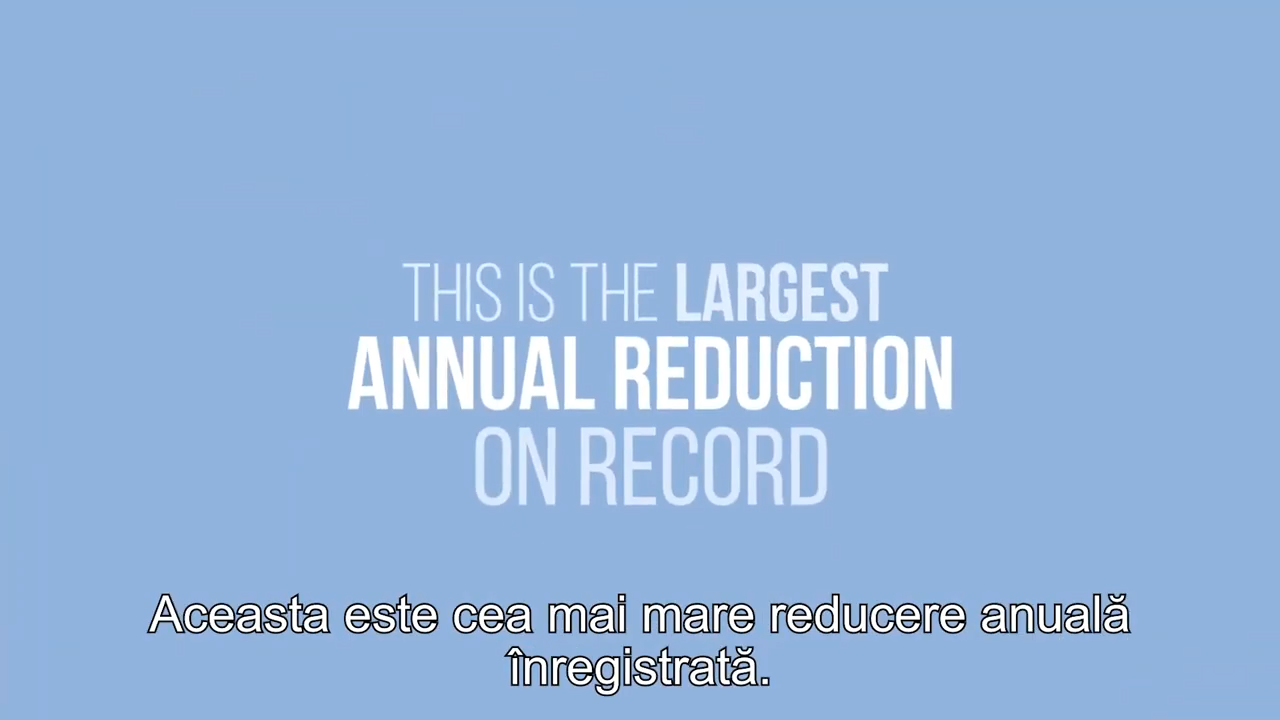 THIS IS THE LARGEST
ANNUAL REDUCTION
ON RECORD
Aceasta este cea mai mare reducere anuală
înregistrată.